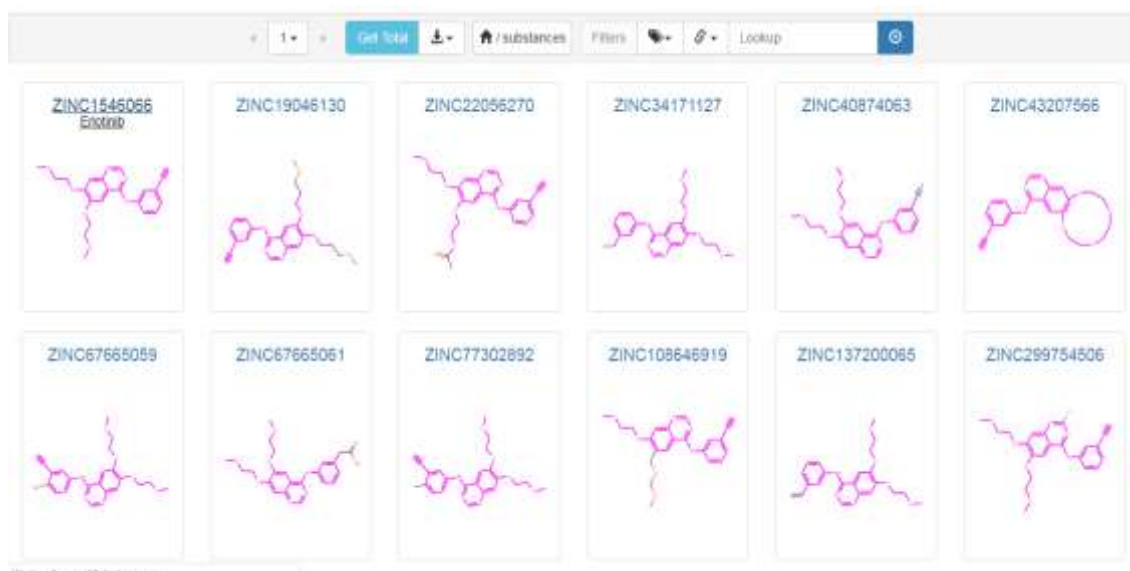 1
Get Total
/ substances
Filters
Lookup
ZINC1546066
Erlotinib
ZINC19046130
ZINC22056270
ZINC34171127
ZINC40874063
ZINC43207566
ZINC67665059
ZINC67665061
ZINC77302892
ZINC108646919
ZINC137200065
ZINC299754506